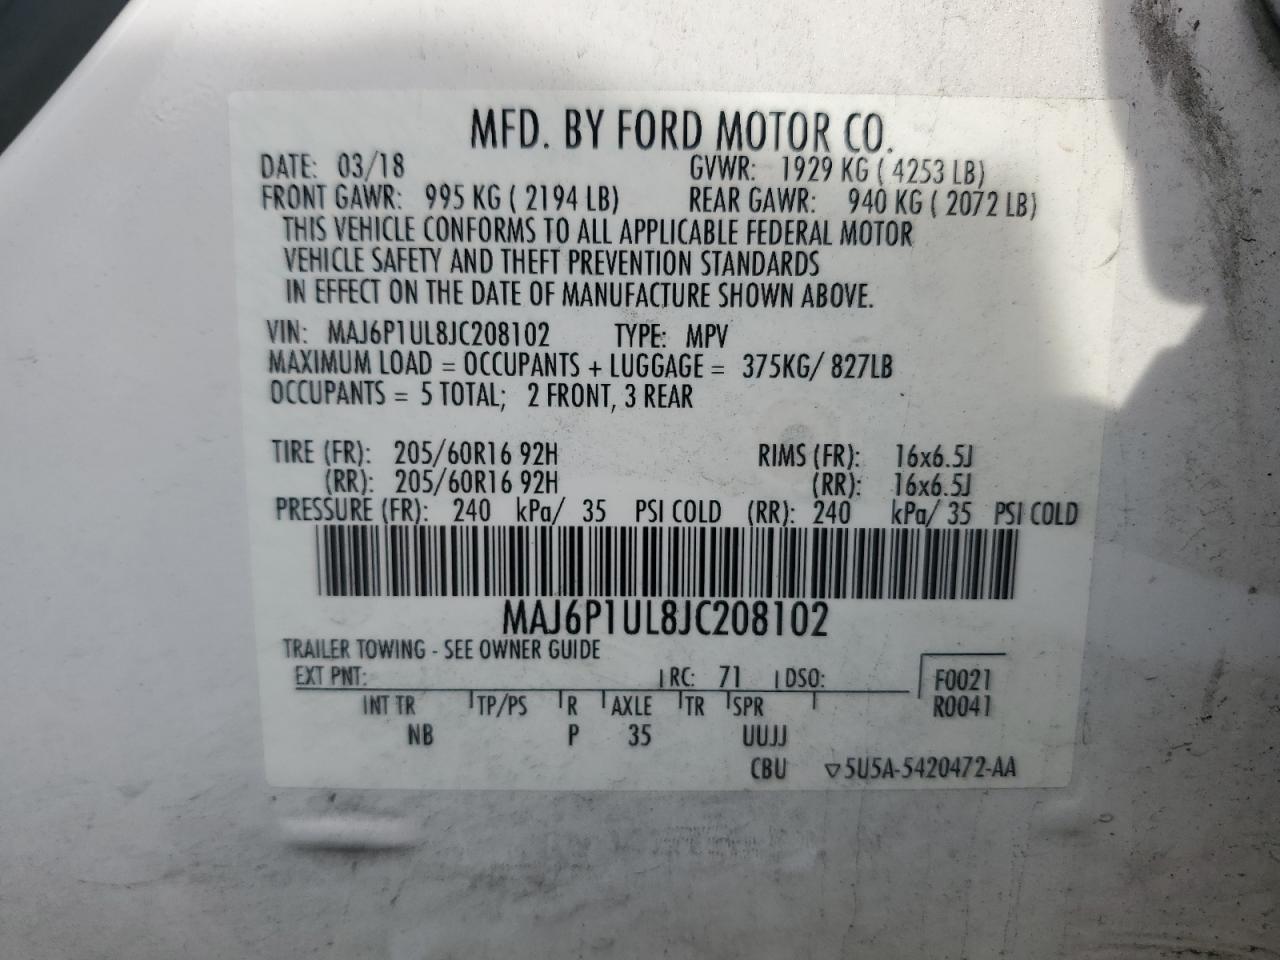 MFD. BY FORD MOTOR CO.
DATE: 03/18 GVWR: 1929 KG ( 4253 LB)
FRONT GAWR: 995 KG ( 2194 LB) REAR GAWR: 940 KG ( 2072 LB)
THIS VEHICLE CONFORMS TO ALL APPLICABLE FEDERAL MOTOR
VEHICLE SAFETY AND THEFT PREVENTION STANDARDS
IN EFFECT ON THE DATE OF MANUFACTURE SHOWN ABOVE.
VIN: MAJ6P1UL8JC208102 TYPE: MPV
MAXIMUM LOAD = OCCUPANTS + LUGGAGE = 375KG/ 827LB
OCCUPANTS = 5 TOTAL; 2 FRONT, 3 REAR
TIRE (FR): 205/60R16 92H RIMS (FR): 16x6.5J
(RR): 205/60R16 92H (RR): 16x6.5J
PRESSURE (FR): 240 kPa/ 35 PSI COLD (RR): 240 kPa/ 35 PSI COLD
MAJ6P1UL8JC208102
TRAILER TOWING - SEE OWNER GUIDE
EXT PNT: RC: 71 DSO: F0021
INT TR TP/PS R AXLE TR SPR R0041
NB P 35 UUJJ
CBU ▽5U5A-5420472-AA